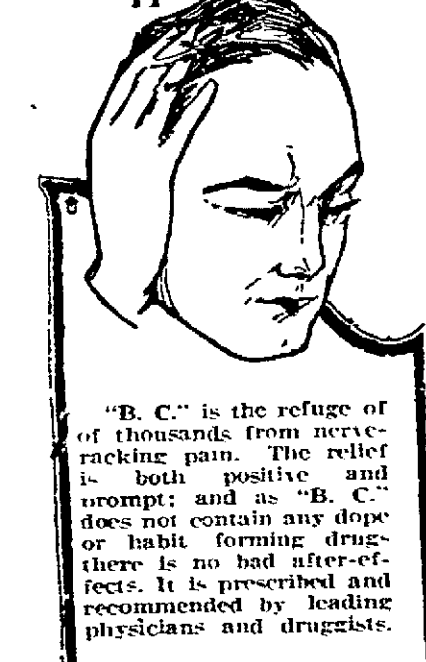 "B. C." is the refuge of
of thousands from nerve-
racking pain. The relief
is both positive and
prompt; and as "B. C."
does not contain any dope
or habit forming drugs
there is no bad after-ef-
fects. It is prescribed and
recommended by leading
physicians and druggists.